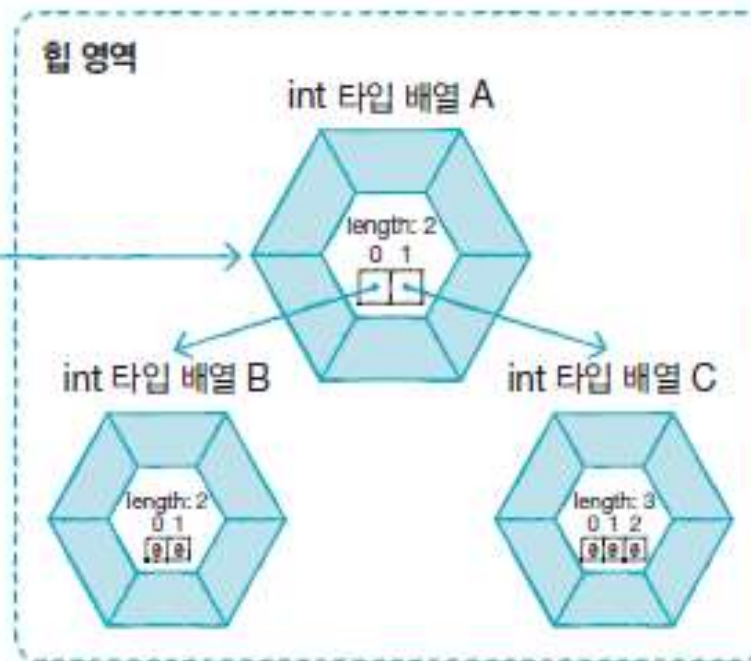 힙 영역
int 타입 배열 A
length: 2
0 1
int 타입 배열 B
int 타입 배열 C
length: 2
0 1
0 0
length: 3
0 1 2
0 0 0